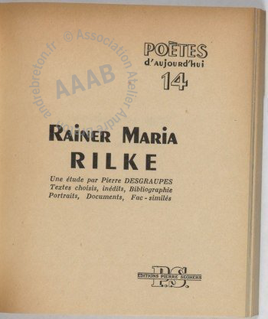 POÈTES
d'aujourd'hui
14
RAINER MARIA
RILKE
Une étude par Pierre DESGRAUPES
Textes choisis, inédits, Bibliographie
Portraits, Documents, Fac-similés
P.S.
EDITIONS PIERRE SEGHERS
andrebreton.fr © Association Atelier André Breton
AAAB